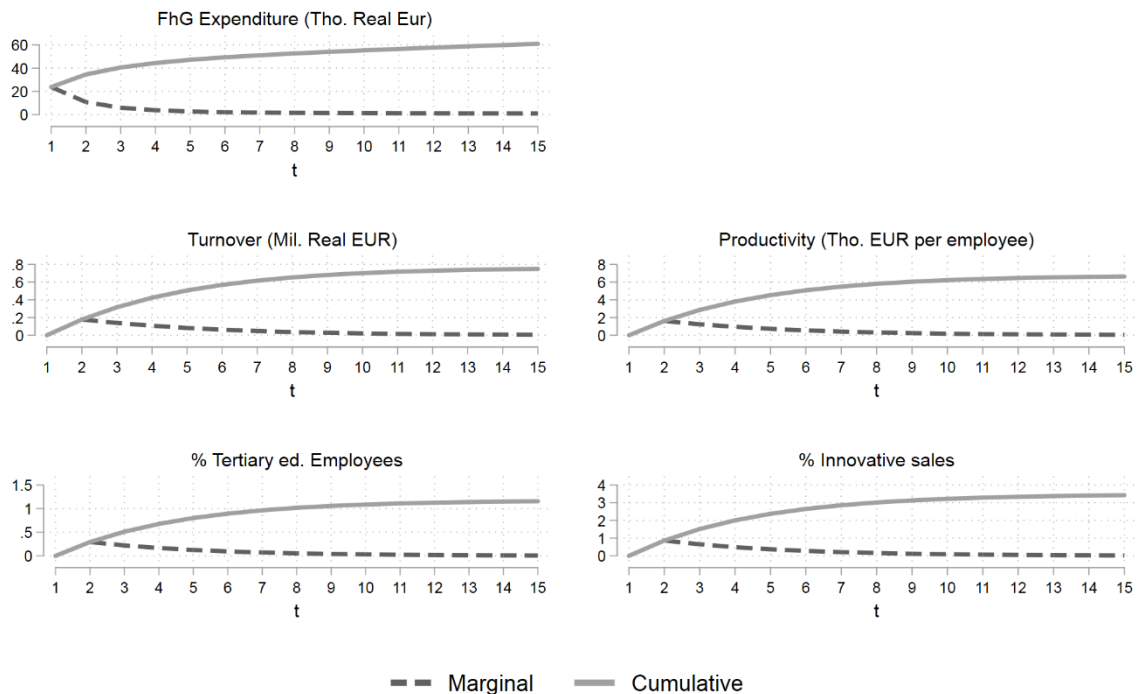 FhG Expenditure (Tho. Real Eur)
60
40
20
0
1 2 3 4 5 6 7 8 9 10 11 12 13 14 15
t
Turnover (Mil. Real EUR)
.8
.6
.4
.2
0
1 2 3 4 5 6 7 8 9 10 11 12 13 14 15
t
Productivity (Tho. EUR per employee)
8
6
4
2
0
1 2 3 4 5 6 7 8 9 10 11 12 13 14 15
t
% Tertiary ed. Employees
1.5
1
.5
0
1 2 3 4 5 6 7 8 9 10 11 12 13 14 15
t
% Innovative sales
4
3
2
1
0
1 2 3 4 5 6 7 8 9 10 11 12 13 14 15
t
Marginal Cumulative